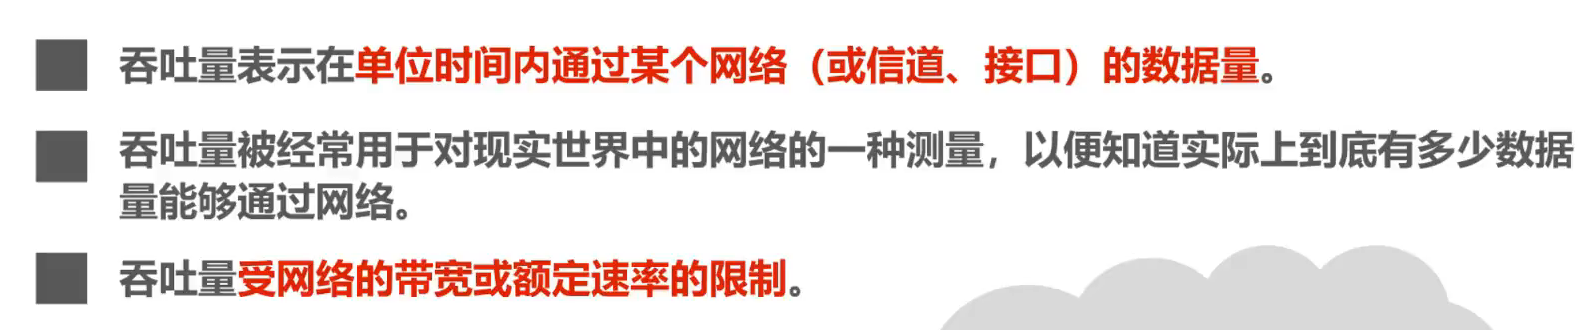 吞吐量表示在单位时间内通过某个网络（或信道、接口）的数据量。
吞吐量被经常用于对现实世界中的网络的一种测量，以便知道实际上到底有多少数据
量能够通过网络。
吞吐量受网络的带宽或额定速率的限制。